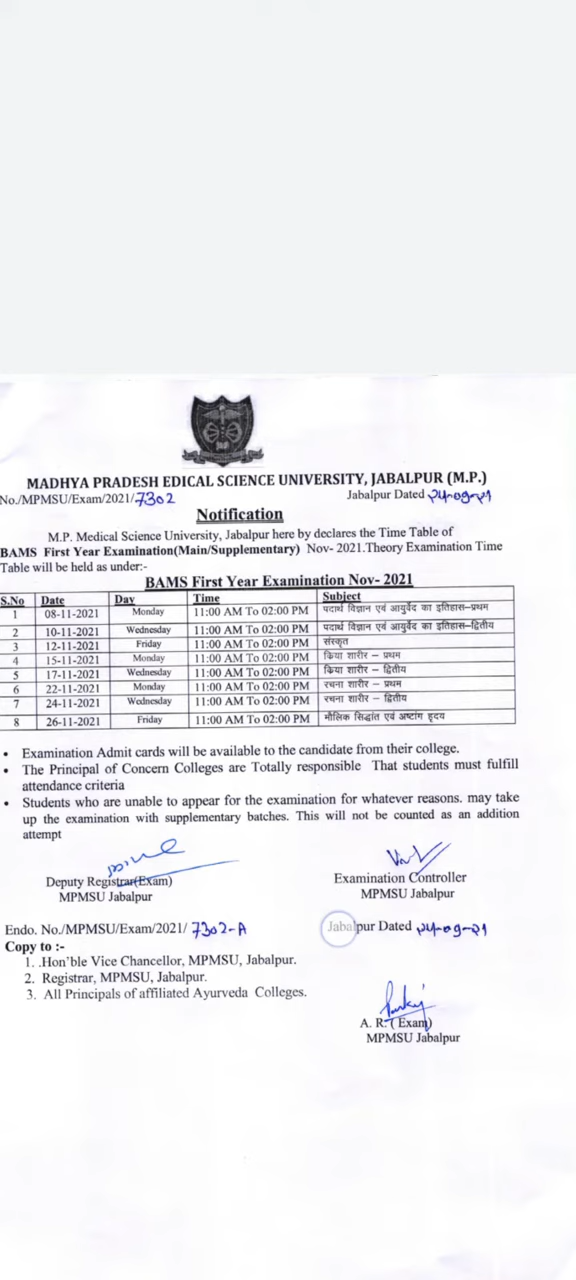 MADHYA PRADESH EDICAL SCIENCE UNIVERSITY, JABALPUR (M.P.)
No./MPMSU/Exam/2021/7302 Jabalpur Dated २५-०९-२१
Notification
M.P. Medical Science University, Jabalpur here by declares the Time Table of
BAMS First Year Examination(Main/Supplementary) Nov- 2021.Theory Examination Time
Table will be held as under:-
BAMS First Year Examination Nov- 2021
S.No Date Day Time Subject
1 08-11-2021 Monday 11:00 AM To 02:00 PM पदार्थ विज्ञान एवं आयुर्वेद का इतिहास–प्रथम
2 10-11-2021 Wednesday 11:00 AM To 02:00 PM पदार्थ विज्ञान एवं आयुर्वेद का इतिहास–द्वितीय
3 12-11-2021 Friday 11:00 AM To 02:00 PM संस्कृत
4 15-11-2021 Monday 11:00 AM To 02:00 PM क्रिया शारीर – प्रथम
5 17-11-2021 Wednesday 11:00 AM To 02:00 PM क्रिया शारीर – द्वितीय
6 22-11-2021 Monday 11:00 AM To 02:00 PM रचना शारीर – प्रथम
7 24-11-2021 Wednesday 11:00 AM To 02:00 PM रचना शारीर – द्वितीय
8 26-11-2021 Friday 11:00 AM To 02:00 PM मौलिक सिद्धांत एवं अष्टांग हृदय
• Examination Admit cards will be available to the candidate from their college.
• The Principal of Concern Colleges are Totally responsible That students must fulfill
attendance criteria
• Students who are unable to appear for the examination for whatever reasons. may take
up the examination with supplementary batches. This will not be counted as an addition
attempt
Deputy Registrar(Exam) Examination Controller
MPMSU Jabalpur MPMSU Jabalpur
Endo. No./MPMSU/Exam/2021/ 7302-A Jabalpur Dated २५-०९-२१
Copy to :-
1. .Hon'ble Vice Chancellor, MPMSU, Jabalpur.
2. Registrar, MPMSU, Jabalpur.
3. All Principals of affiliated Ayurveda Colleges.
A. R. ( Exam)
MPMSU Jabalpur